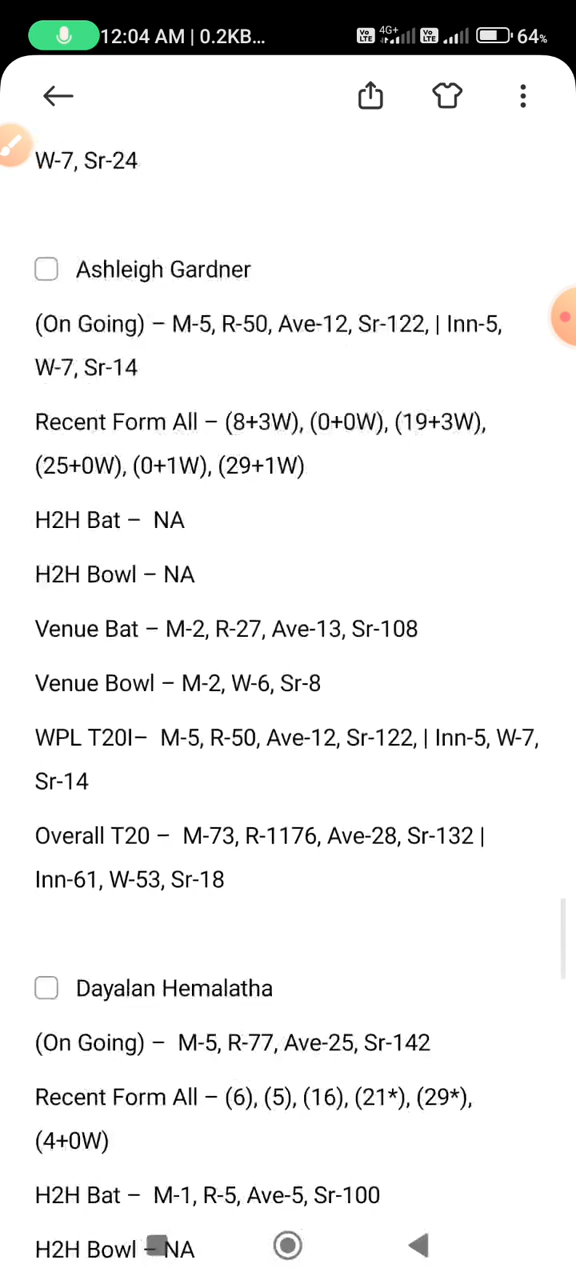 12:04 AM | 0.2KB... Vo LTE 4G+ Vo LTE 64%
W-7, Sr-24
Ashleigh Gardner
(On Going) – M-5, R-50, Ave-12, Sr-122, | Inn-5,
W-7, Sr-14
Recent Form All – (8+3W), (0+0W), (19+3W),
(25+0W), (0+1W), (29+1W)
H2H Bat – NA
H2H Bowl – NA
Venue Bat – M-2, R-27, Ave-13, Sr-108
Venue Bowl – M-2, W-6, Sr-8
WPL T20I– M-5, R-50, Ave-12, Sr-122, | Inn-5, W-7,
Sr-14
Overall T20 – M-73, R-1176, Ave-28, Sr-132 |
Inn-61, W-53, Sr-18
Dayalan Hemalatha
(On Going) – M-5, R-77, Ave-25, Sr-142
Recent Form All – (6), (5), (16), (21*), (29*),
(4+0W)
H2H Bat – M-1, R-5, Ave-5, Sr-100
H2H Bowl – NA